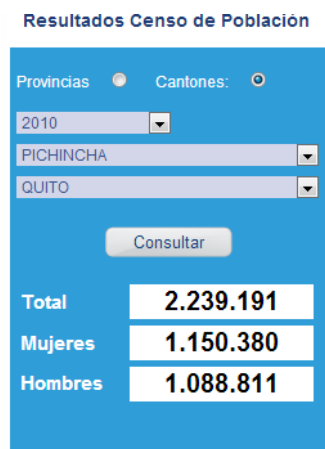 Resultados Censo de Población
Provincias Cantones:
2010
PICHINCHA
QUITO
Consultar
Total 2.239.191
Mujeres 1.150.380
Hombres 1.088.811